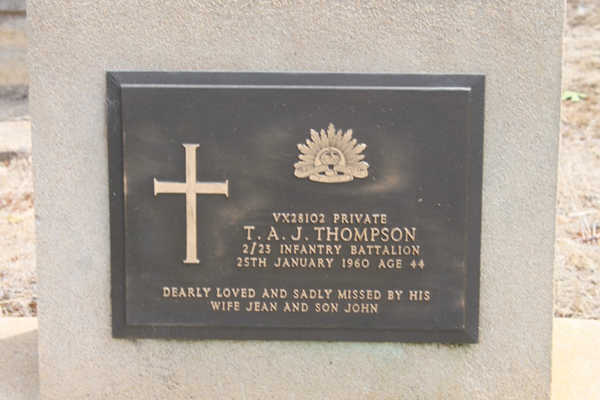 VX28102 PRIVATE
T. A. J. THOMPSON
2/23 INFANTRY BATTALION
25TH JANUARY 1960 AGE 44
DEARLY LOVED AND SADLY MISSED BY HIS
WIFE JEAN AND SON JOHN